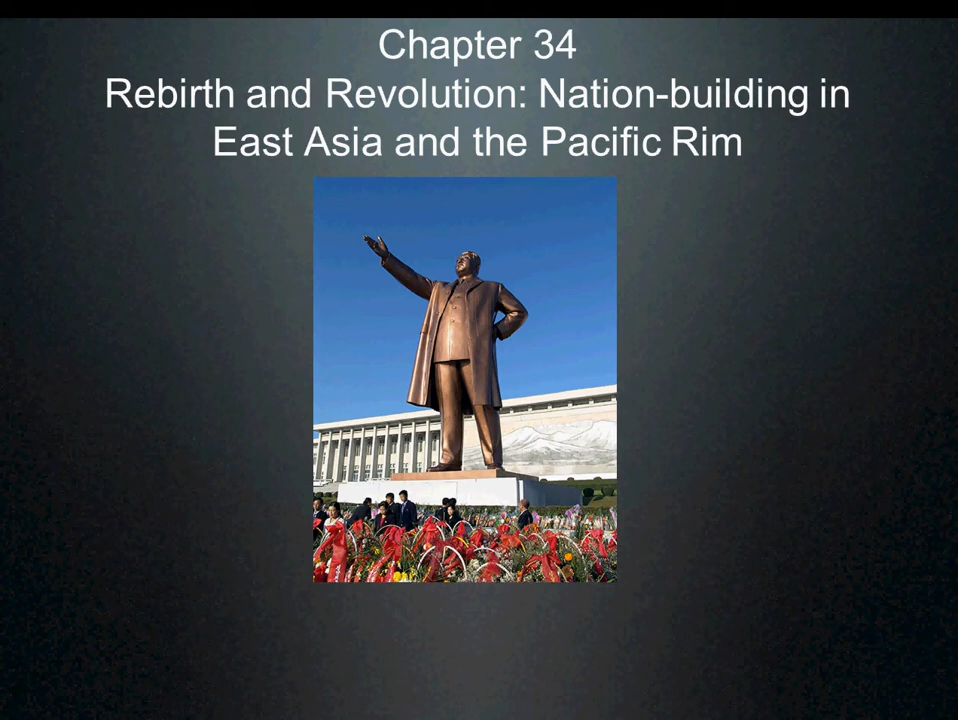 Chapter 34
Rebirth and Revolution: Nation-building in
East Asia and the Pacific Rim